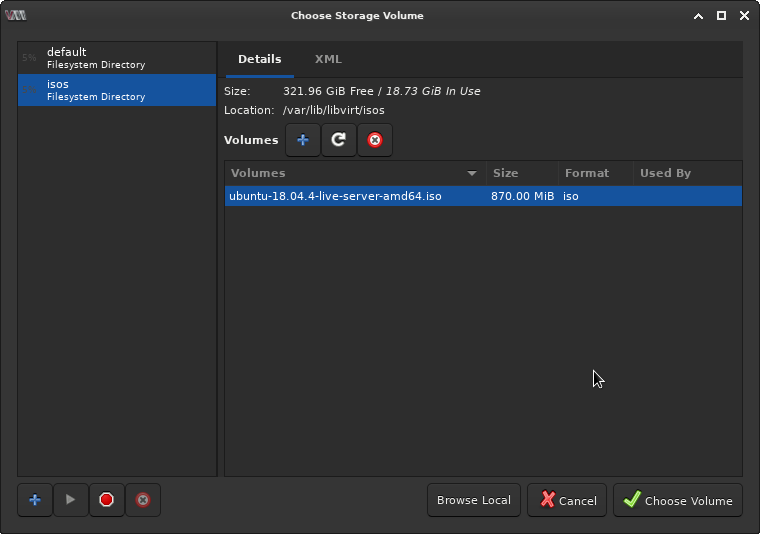 Choose Storage Volume
5%
default
Filesystem Directory
isos
Filesystem Directory
Details XML
Size: 321.96 GiB Free / 18.73 GiB In Use
Location: /var/lib/libvirt/isos
Volumes
Volumes Size Format Used By
ubuntu-18.04.4-live-server-amd64.iso 870.00 MiB iso
Browse Local Cancel Choose Volume